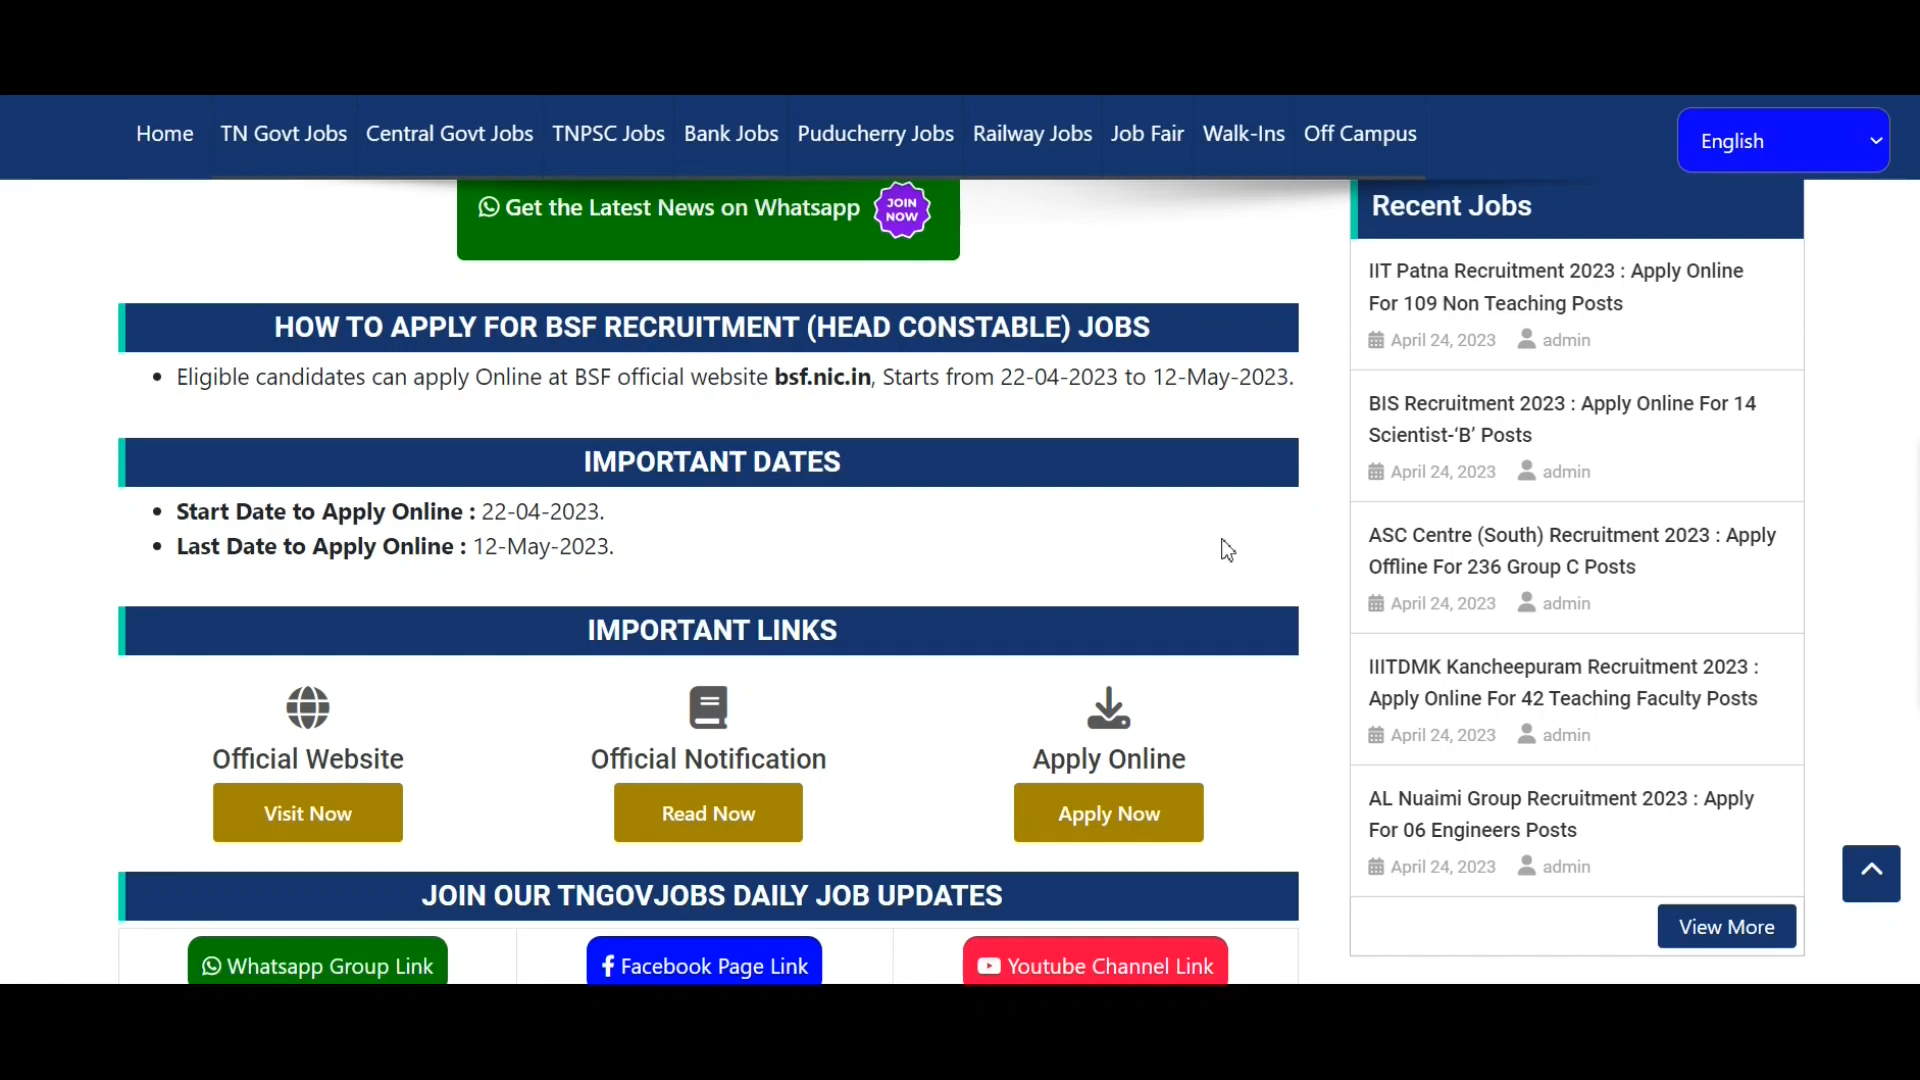 Home TN Govt Jobs Central Govt Jobs TNPSC Jobs Bank Jobs Puducherry Jobs Railway Jobs Job Fair Walk-Ins Off Campus
English
Get the Latest News on Whatsapp
JOIN
NOW
HOW TO APPLY FOR BSF RECRUITMENT (HEAD CONSTABLE) JOBS
Eligible candidates can apply Online at BSF official website bsf.nic.in, Starts from 22-04-2023 to 12-May-2023.
IMPORTANT DATES
Start Date to Apply Online : 22-04-2023.
Last Date to Apply Online : 12-May-2023.
IMPORTANT LINKS
Official Website
Visit Now
Official Notification
Read Now
Apply Online
Apply Now
JOIN OUR TNGOVJOBS DAILY JOB UPDATES
Whatsapp Group Link
Facebook Page Link
Youtube Channel Link
Recent Jobs
IIT Patna Recruitment 2023 : Apply Online
For 109 Non Teaching Posts
April 24, 2023 admin
BIS Recruitment 2023 : Apply Online For 14
Scientist-‘B’ Posts
April 24, 2023 admin
ASC Centre (South) Recruitment 2023 : Apply
Offline For 236 Group C Posts
April 24, 2023 admin
IIITDMK Kancheepuram Recruitment 2023 :
Apply Online For 42 Teaching Faculty Posts
April 24, 2023 admin
AL Nuaimi Group Recruitment 2023 : Apply
For 06 Engineers Posts
April 24, 2023 admin
View More